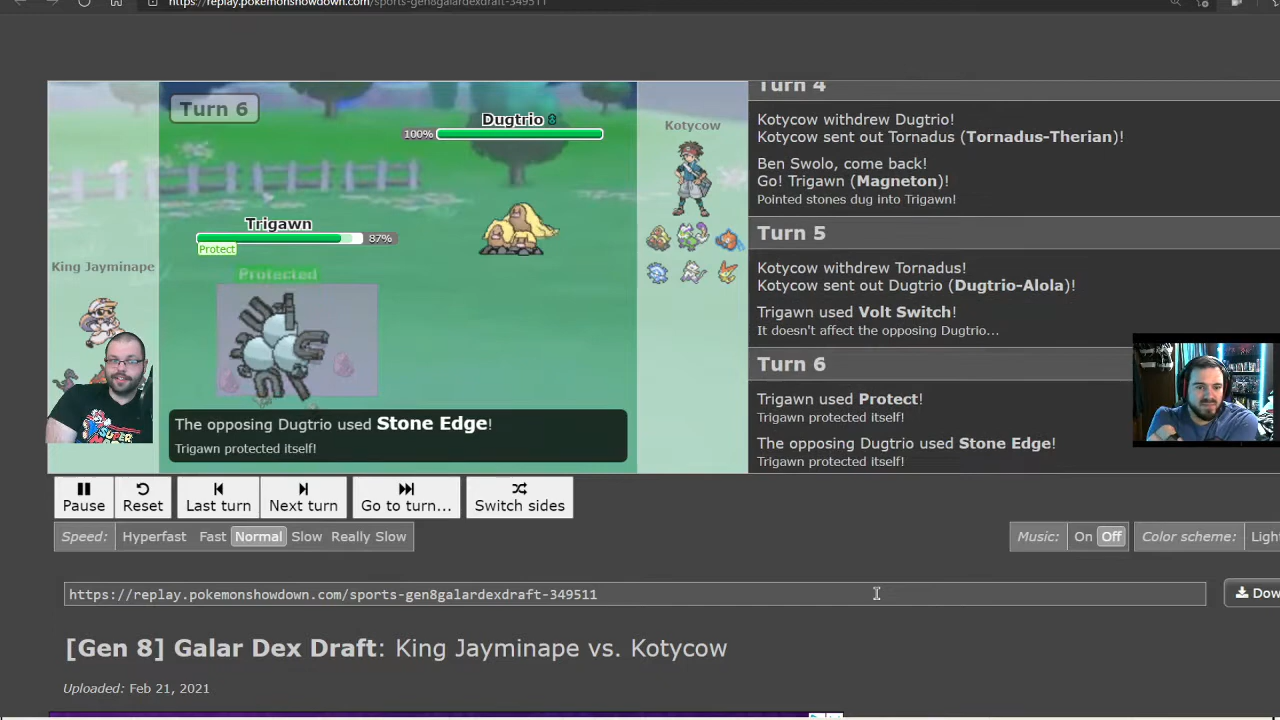 https://replay.pokemonshowdown.com/sports-gen8galardexdraft-349511
Turn 6
Dugtrio
100%
Trigawn
87%
Protect
Protected
King Jayminape
Kotycow
The opposing Dugtrio used Stone Edge!
Trigawn protected itself!
Turn 4
Kotycow withdrew Dugtrio!
Kotycow sent out Tornadus (Tornadus-Therian)!
Ben Swolo, come back!
Go! Trigawn (Magneton)!
Pointed stones dug into Trigawn!
Turn 5
Kotycow withdrew Tornadus!
Kotycow sent out Dugtrio (Dugtrio-Alola)!
Trigawn used Volt Switch!
It doesn't affect the opposing Dugtrio...
Turn 6
Trigawn used Protect!
Trigawn protected itself!
The opposing Dugtrio used Stone Edge!
Trigawn protected itself!
Pause Reset Last turn Next turn Go to turn... Switch sides
Speed: Hyperfast Fast Normal Slow Really Slow
Music: On Off Color scheme: Ligh
https://replay.pokemonshowdown.com/sports-gen8galardexdraft-349511
Dow
[Gen 8] Galar Dex Draft: King Jayminape vs. Kotycow
Uploaded: Feb 21, 2021